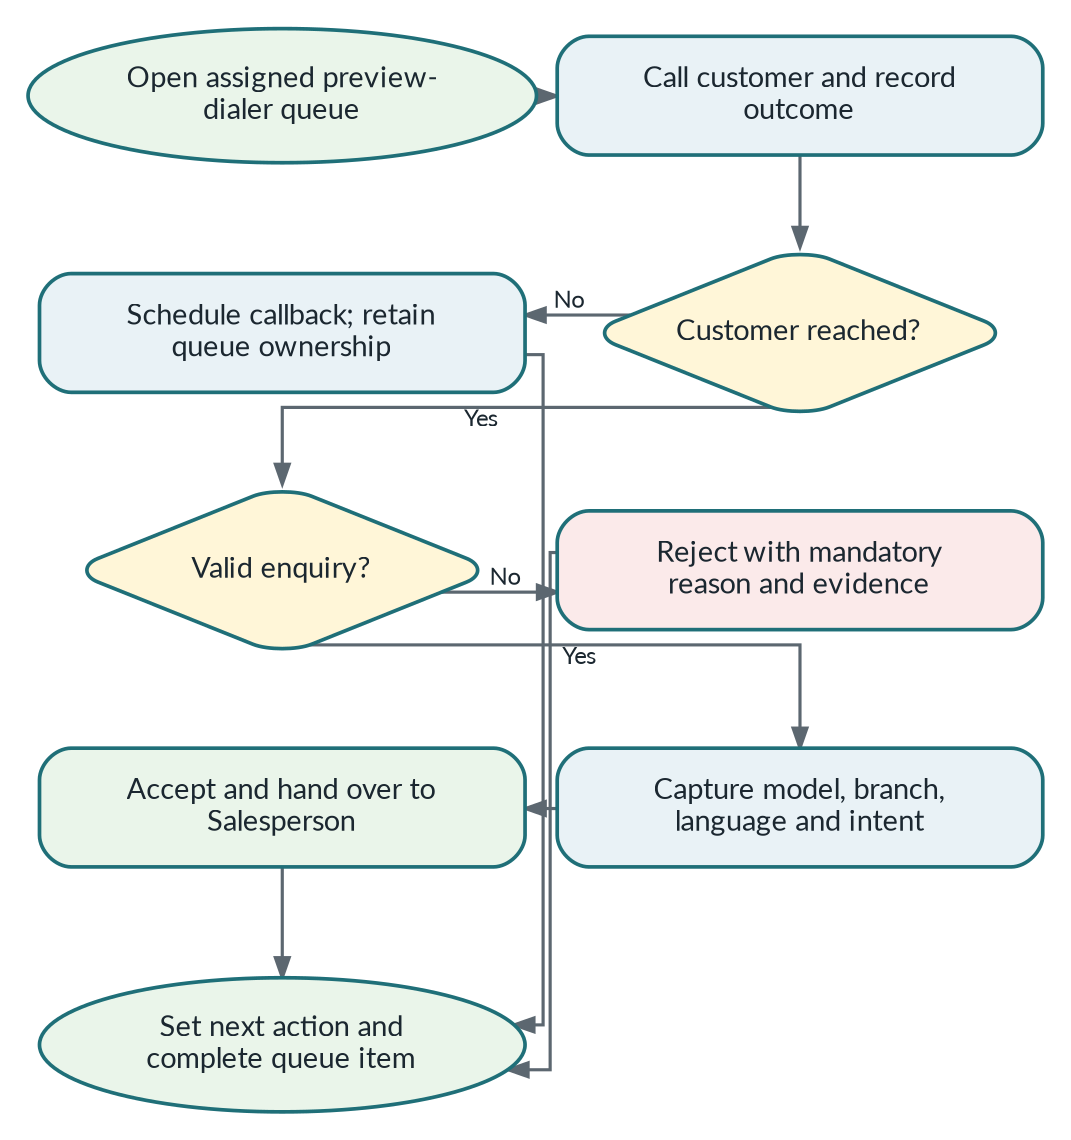 Open assigned preview-
dialer queue
Call customer and record
outcome
Customer reached?
No
Schedule callback; retain
queue ownership
Yes
Valid enquiry?
No
Reject with mandatory
reason and evidence
Yes
Accept and hand over to
Salesperson
Capture model, branch,
language and intent
Set next action and
complete queue item